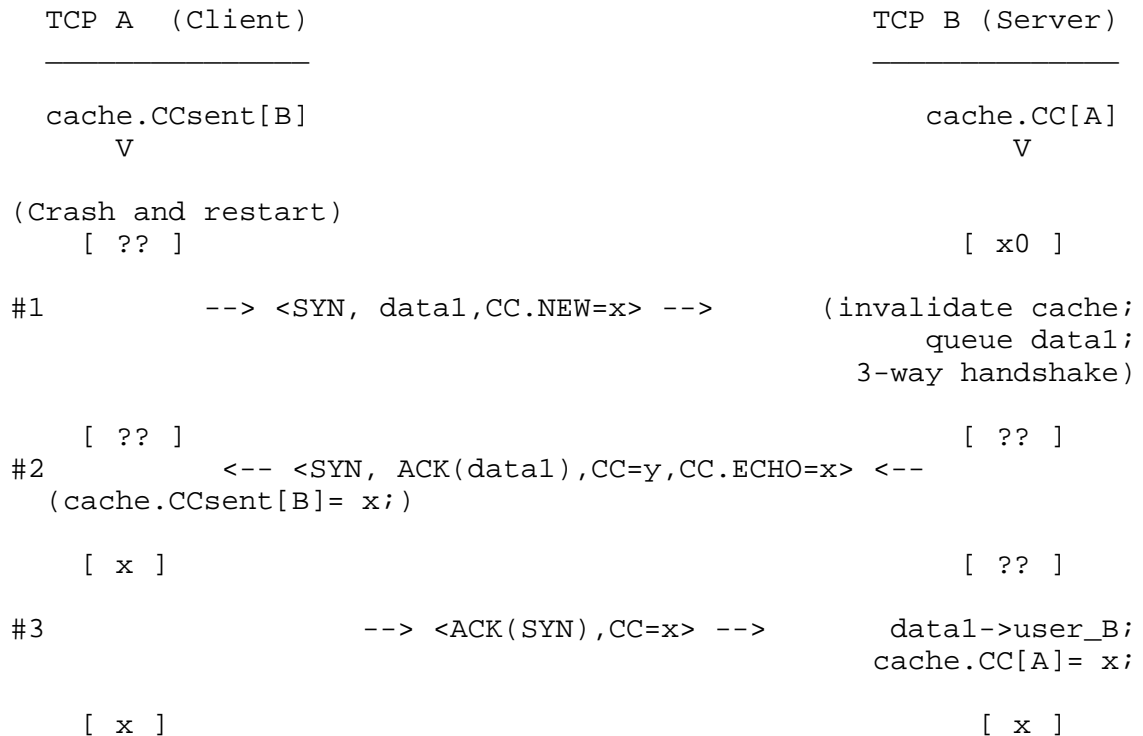 TCP A  (Client)                                TCP B (Server)
_______________                                ______________
cache.CCsent[B]                                   cache.CC[A]
V                                                  V
(Crash and restart)
[ ?? ]                                             [ x0 ]
#1           --> <SYN, data1,CC.NEW=x> -->      (invalidate cache;
queue data1;
3-way handshake)
[ ?? ]                                             [ ?? ]
#2            <-- <SYN, ACK(data1),CC=y,CC.ECHO=x> <--
(cache.CCsent[B]= x;)
[ x ]                                              [ ?? ]
#3                    --> <ACK(SYN),CC=x> -->       data1->user_B;
cache.CC[A]= x;
[ x ]                                               [ x ]